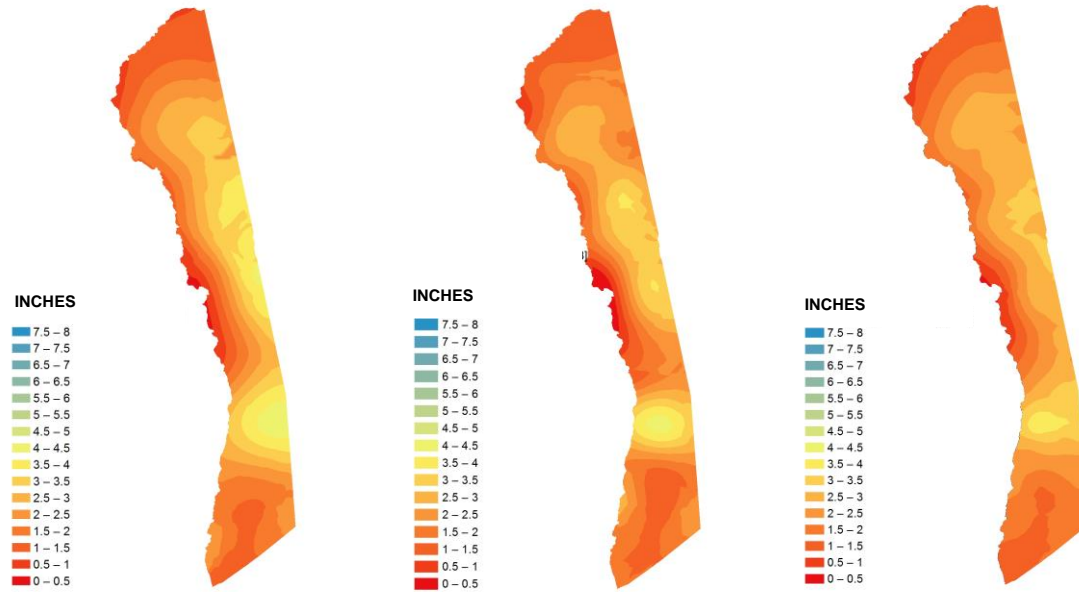 INCHES
7.5 – 8
7 – 7.5
6.5 – 7
6 – 6.5
5.5 – 6
5 – 5.5
4.5 – 5
4 – 4.5
3.5 – 4
3 – 3.5
2.5 – 3
2 – 2.5
1.5 – 2
1 – 1.5
0.5 – 1
0 – 0.5
INCHES
7.5 – 8
7 – 7.5
6.5 – 7
6 – 6.5
5.5 – 6
5 – 5.5
4.5 – 5
4 – 4.5
3.5 – 4
3 – 3.5
2.5 – 3
2 – 2.5
1.5 – 2
1 – 1.5
0.5 – 1
0 – 0.5
INCHES
7.5 – 8
7 – 7.5
6.5 – 7
6 – 6.5
5.5 – 6
5 – 5.5
4.5 – 5
4 – 4.5
3.5 – 4
3 – 3.5
2.5 – 3
2 – 2.5
1.5 – 2
1 – 1.5
0.5 – 1
0 – 0.5